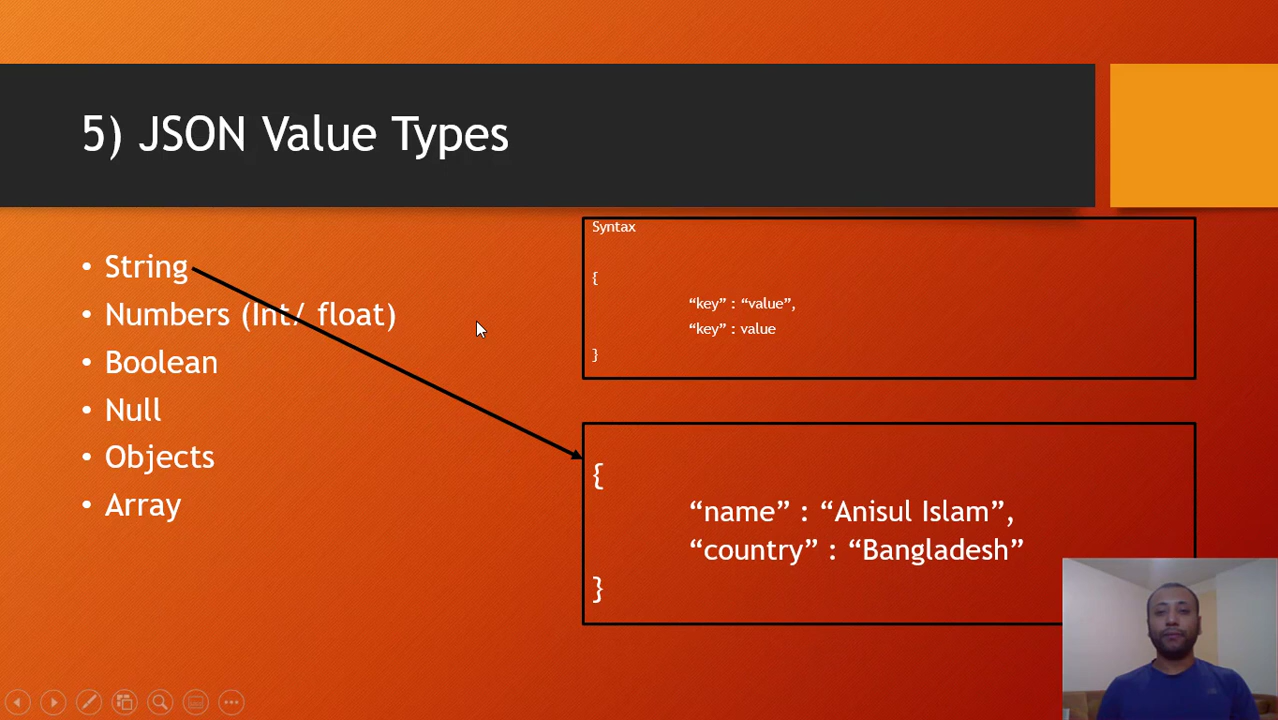 5) JSON Value Types
• String
• Numbers (Int/ float)
• Boolean
• Null
• Objects
• Array
Syntax
{
“key” : “value”,
“key” : value
}
{
“name” : “Anisul Islam”,
“country” : “Bangladesh”
}